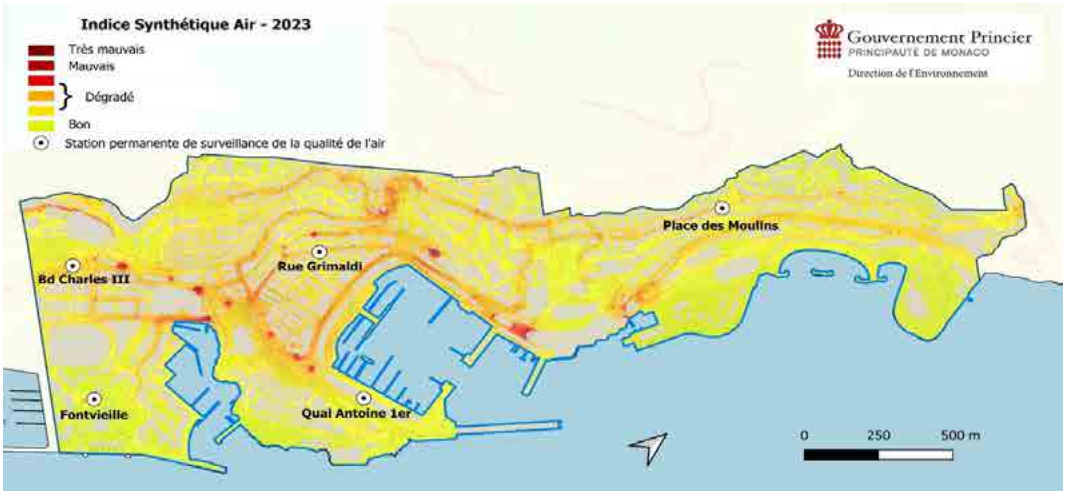 Indice Synthétique Air - 2023
Très mauvais
Mauvais
Dégradé
Bon
Station permanente de surveillance de la qualité de l'air
Gouvernement Princier
PRINCIPAUTÉ DE MONACO
Direction de l'Environnement
Place des Moulins
Rue Grimaldi
Bd Charles III
Fontvieille
Quai Antoine 1er
0 250 500 m